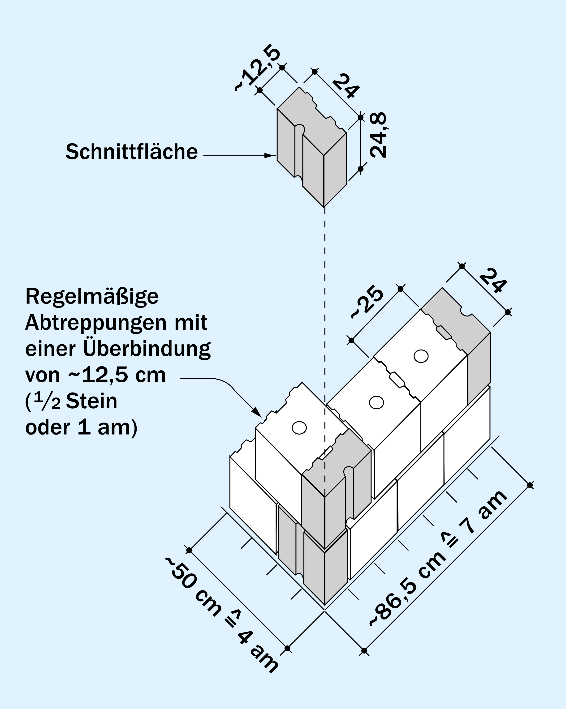 ~12,5
24
24,8
Schnittfläche
Regelmäßige
Abtreppungen mit
einer Überbindung
von ~12,5 cm
(1/2 Stein
oder 1 am)
~25
24
~50 cm ≙ 4 am
~86,5 cm ≙ 7 am